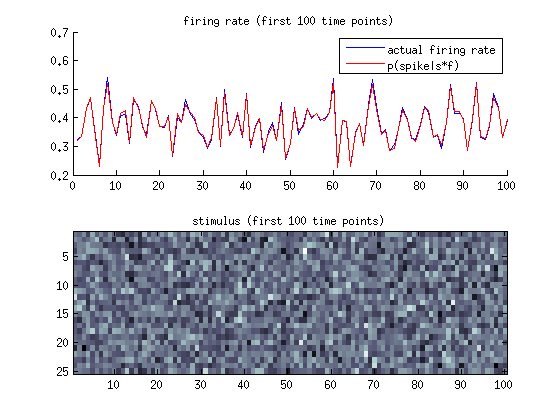 firing rate (first 100 time points)
0.7
0.6
0.5
0.4
0.3
0.2
actual firing rate
p(spike|s*f)
0 10 20 30 40 50 60 70 80 90 100
stimulus (first 100 time points)
5
10
15
20
25
10 20 30 40 50 60 70 80 90 100